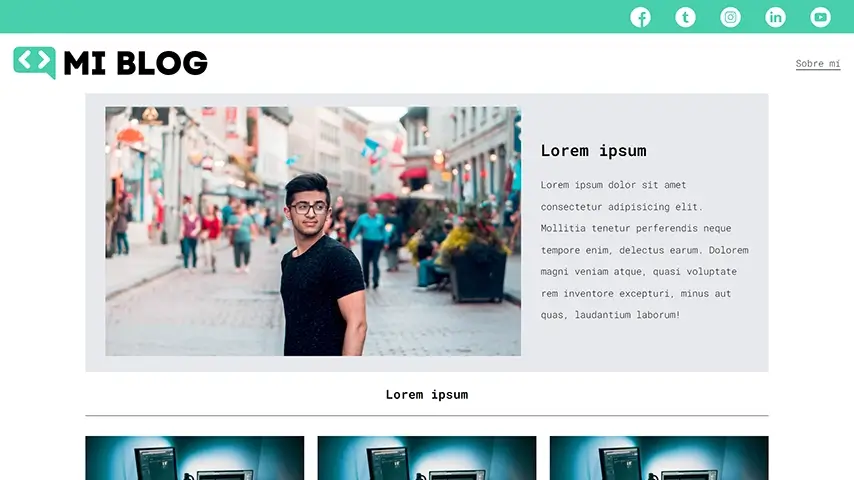 MI BLOG
Sobre mi
Lorem ipsum
Lorem ipsum dolor sit amet
consectetur adipisicing elit.
Mollitia tenetur perferendis neque
tempore enim, delectus earum. Dolorem
magni veniam atque, quasi voluptate
rem inventore excepturi, minus aut
quas, laudantium laborum!
Lorem ipsum